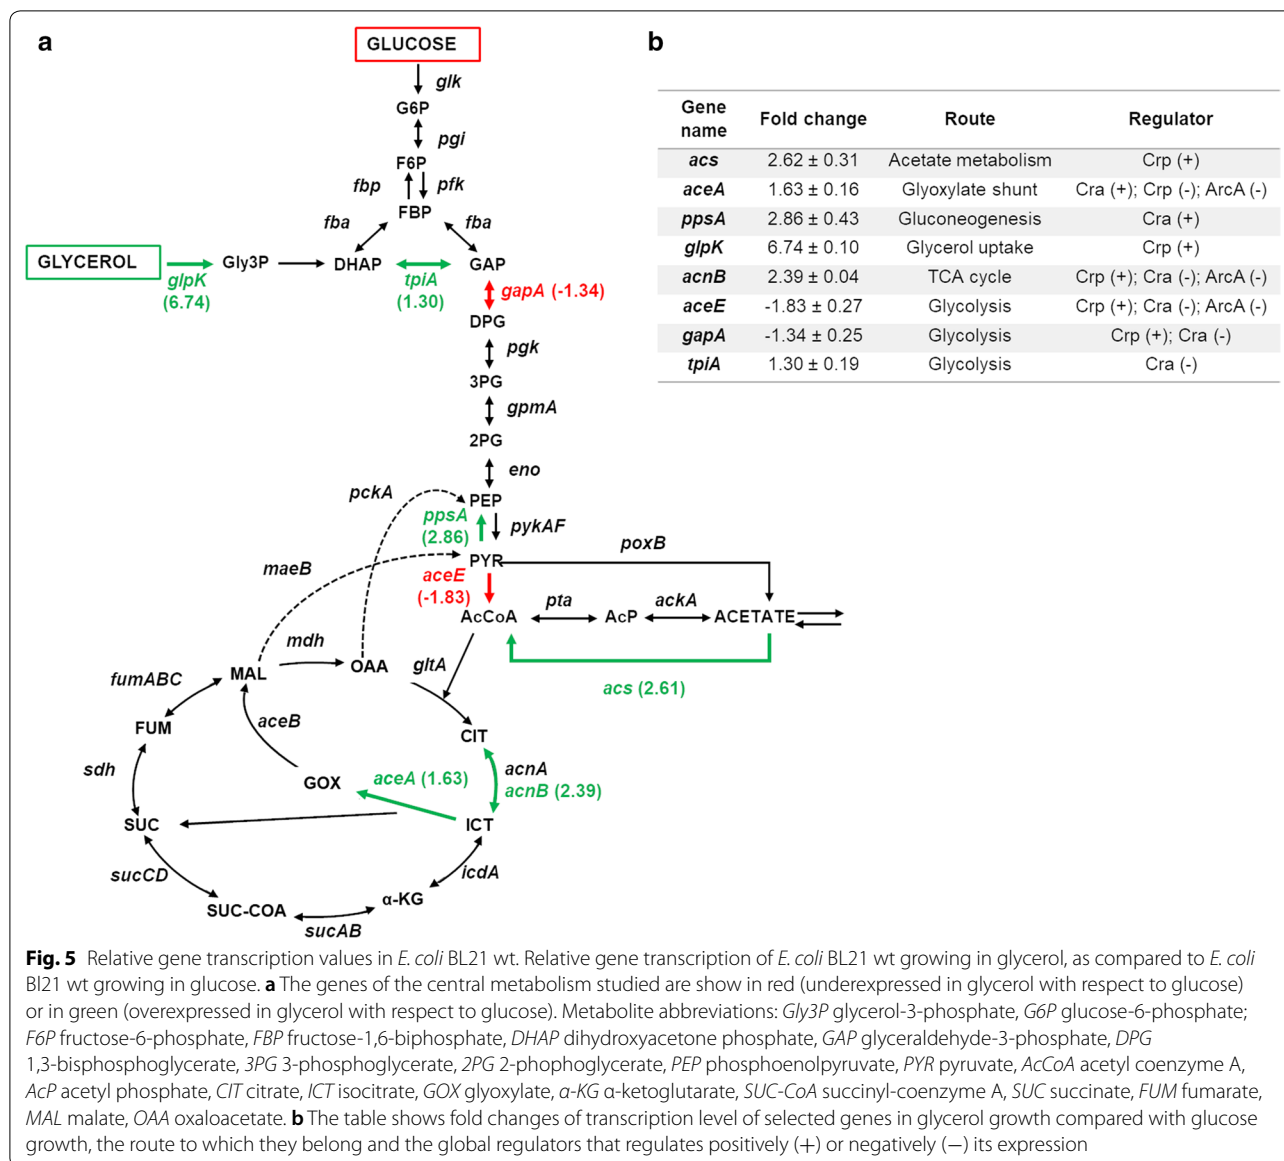 a
b
GLUCOSE
glk
G6P
pgi
F6P
fbp
pfk
FBP
fba
fba
GLYCEROL
glpK
(6.74)
Gly3P
DHAP
tpiA
(1.30)
GAP
gapA (-1.34)
DPG
pgk
3PG
gpmA
2PG
eno
pckA
PEP
ppsA
(2.86)
pykAF
PYR
poxB
maeB
aceE
(-1.83)
AcCoA
pta
AcP
ackA
ACETATE
acs (2.61)
mdh
MAL
OAA
gltA
fumABC
FUM
aceB
CIT
sdh
GOX
aceA (1.63)
acnA
acnB (2.39)
SUC
ICT
sucCD
icdA
α-KG
SUC-COA
sucAB
Gene name Fold change Route Regulator
acs 2.62 ± 0.31 Acetate metabolism Crp (+)
aceA 1.63 ± 0.16 Glyoxylate shunt Cra (+); Crp (-); ArcA (-)
ppsA 2.86 ± 0.43 Gluconeogenesis Cra (+)
glpK 6.74 ± 0.10 Glycerol uptake Crp (+)
acnB 2.39 ± 0.04 TCA cycle Crp (+); Cra (-); ArcA (-)
aceE -1.83 ± 0.27 Glycolysis Crp (+); Cra (-); ArcA (-)
gapA -1.34 ± 0.25 Glycolysis Crp (+); Cra (-)
tpiA 1.30 ± 0.19 Glycolysis Cra (-)
Fig. 5 Relative gene transcription values in E. coli BL21 wt. Relative gene transcription of E. coli BL21 wt growing in glycerol, as compared to E. coli
Bl21 wt growing in glucose. a The genes of the central metabolism studied are show in red (underexpressed in glycerol with respect to glucose)
or in green (overexpressed in glycerol with respect to glucose). Metabolite abbreviations: Gly3P glycerol-3-phosphate, G6P glucose-6-phosphate;
F6P fructose-6-phosphate, FBP fructose-1,6-biphosphate, DHAP dihydroxyacetone phosphate, GAP glyceraldehyde-3-phosphate, DPG
1,3-bisphosphoglycerate, 3PG 3-phosphoglycerate, 2PG 2-phophoglycerate, PEP phosphoenolpyruvate, PYR pyruvate, AcCoA acetyl coenzyme A,
AcP acetyl phosphate, CIT citrate, ICT isocitrate, GOX glyoxylate, α-KG α-ketoglutarate, SUC-CoA succinyl-coenzyme A, SUC succinate, FUM fumarate,
MAL malate, OAA oxaloacetate. b The table shows fold changes of transcription level of selected genes in glycerol growth compared with glucose
growth, the route to which they belong and the global regulators that regulates positively (+) or negatively (−) its expression